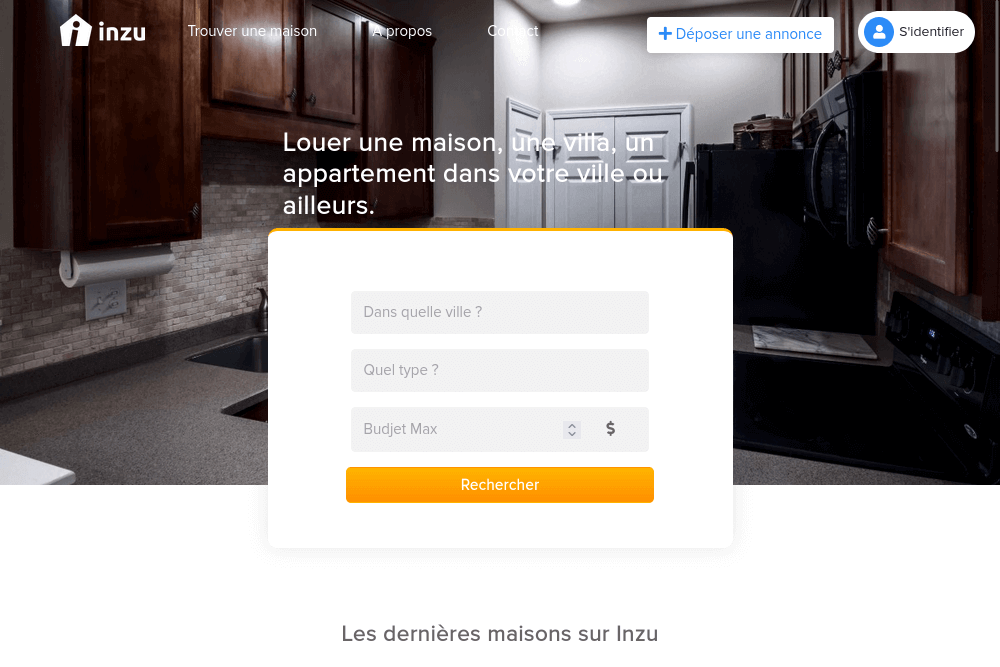 inzu
Trouver une maison
A propos
Contact
Déposer une annonce
S'identifier
Louer une maison, une villa, un
appartement dans votre ville ou
ailleurs.
Dans quelle ville ?
Quel type ?
Budjet Max
$
Rechercher
Les dernières maisons sur Inzu